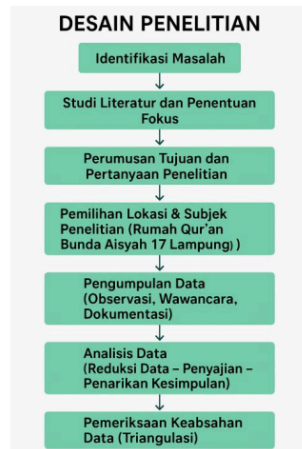 DESAIN PENELITIAN
Identifikasi Masalah
Studi Literatur dan Penentuan
Fokus
Perumusan Tujuan dan
Pertanyaan Penelitian
Pemilihan Lokasi & Subjek
Penelitian (Rumah Qur'an
Bunda Aisyah 17 Lampung) )
Pengumpulan Data
(Observasi, Wawancara,
Dokumentasi)
Analisis Data
(Reduksi Data – Penyajian –
Penarikan Kesimpulan)
Pemeriksaan Keabsahan
Data (Triangulasi)